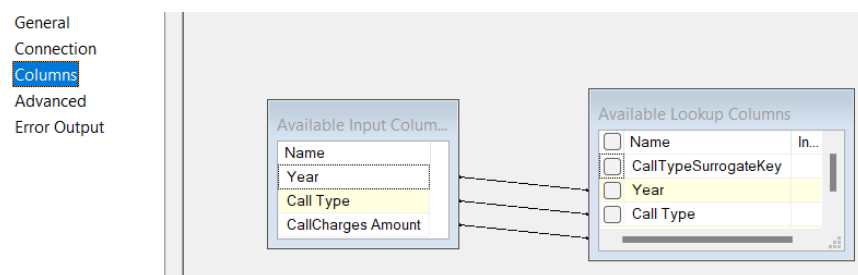 General
Connection
Columns
Advanced
Error Output
Available Input Colum...
Name
Year
Call Type
CallCharges Amount
Available Lookup Columns
Name In...
CallTypeSurrogateKey
Year
Call Type